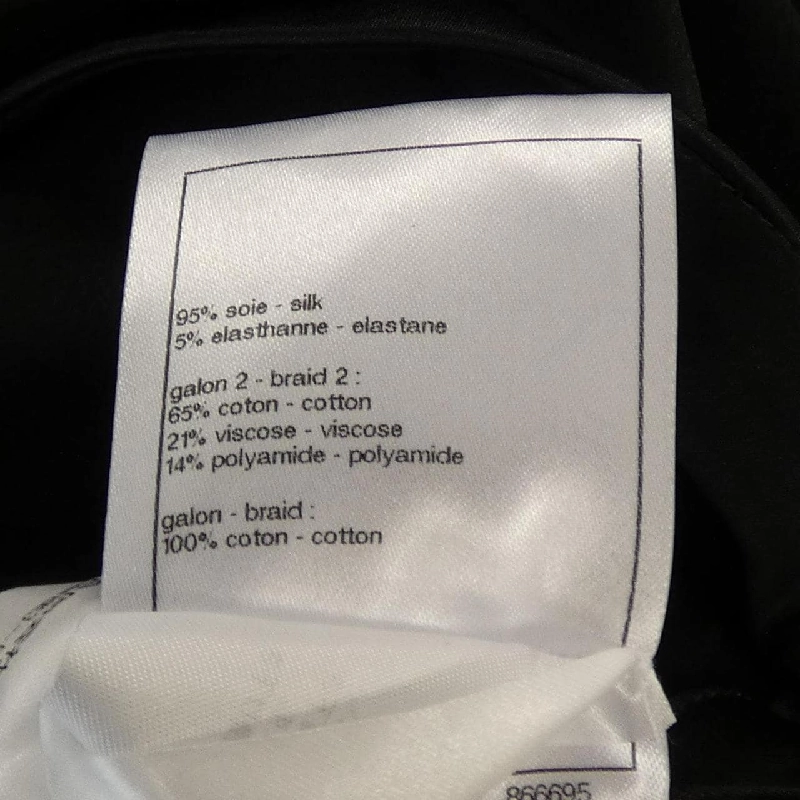 95% soie - silk
5% elasthanne - elastane
galon 2 - braid 2 :
65% coton - cotton
21% viscose - viscose
14% polyamide - polyamide
galon - braid :
100% coton - cotton
866695